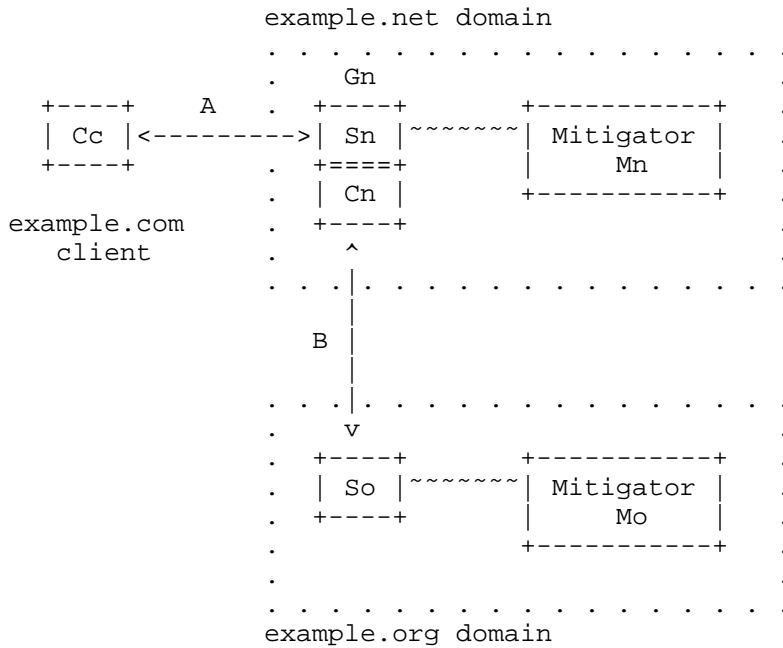 example.net domain
. . . . . . . . . . . . . . . . .
. Gn .
+----+ A . +----+ +-----------+ .
| Cc |<--------->| Sn |~~~~~~~| Mitigator | .
+----+ . +====+ | Mn | .
. | Cn | +-----------+ .
example.com . +----+ .
client . ^ .
. . .|. . . . . . . . . . . . . .
|
B |
|
. . .|. . . . . . . . . . . . . .
. v .
. +----+ +-----------+ .
. | So |~~~~~~~| Mitigator | .
. +----+ | Mo | .
. +-----------+ .
. .
. . . . . . . . . . . . . . . . .
example.org domain